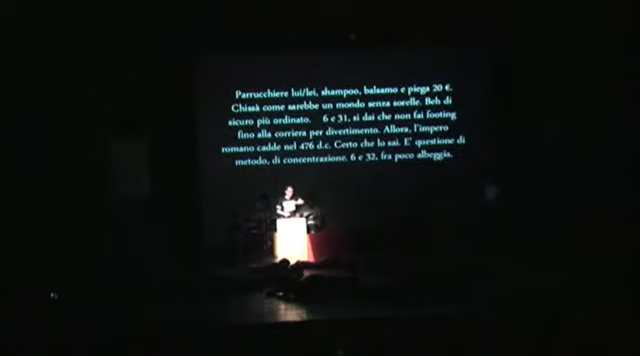 Parrucchiere lui/lei, shampoo, balsamo e piega 20 €.
Chissà come sarebbe un mondo senza sorelle. Beh di
sicuro più ordinato. 6 e 31, si dai che non fai footing
fino alla corriera per divertimento. Allora, l'impero
romano cadde nel 476 d.c. Certo che lo sai. E' questione di
metodo, di concentrazione. 6 e 32, fra poco albeggia.